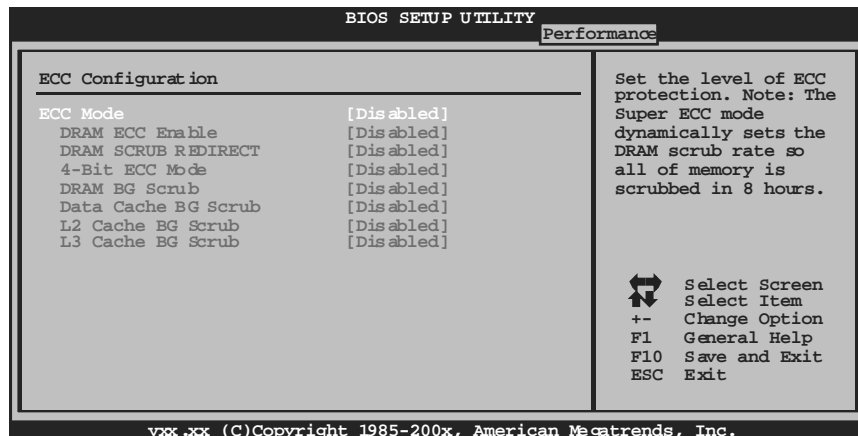 BIOS SETUP UTILITY
Performance
ECC Configuration
ECC Mode [Disabled]
DRAM ECC Enable [Disabled]
DRAM SCRUB REDIRECT [Disabled]
4-Bit ECC Mode [Disabled]
DRAM BG Scrub [Disabled]
Data Cache BG Scrub [Disabled]
L2 Cache BG Scrub [Disabled]
L3 Cache BG Scrub [Disabled]
Set the level of ECC
protection. Note: The
Super ECC mode
dynamically sets the
DRAM scrub rate so
all of memory is
scrubbed in 8 hours.
Select Screen
Select Item
+- Change Option
F1 General Help
F10 Save and Exit
ESC Exit
vxx.xx (C)Copyright 1985-200x, American Megatrends, Inc.